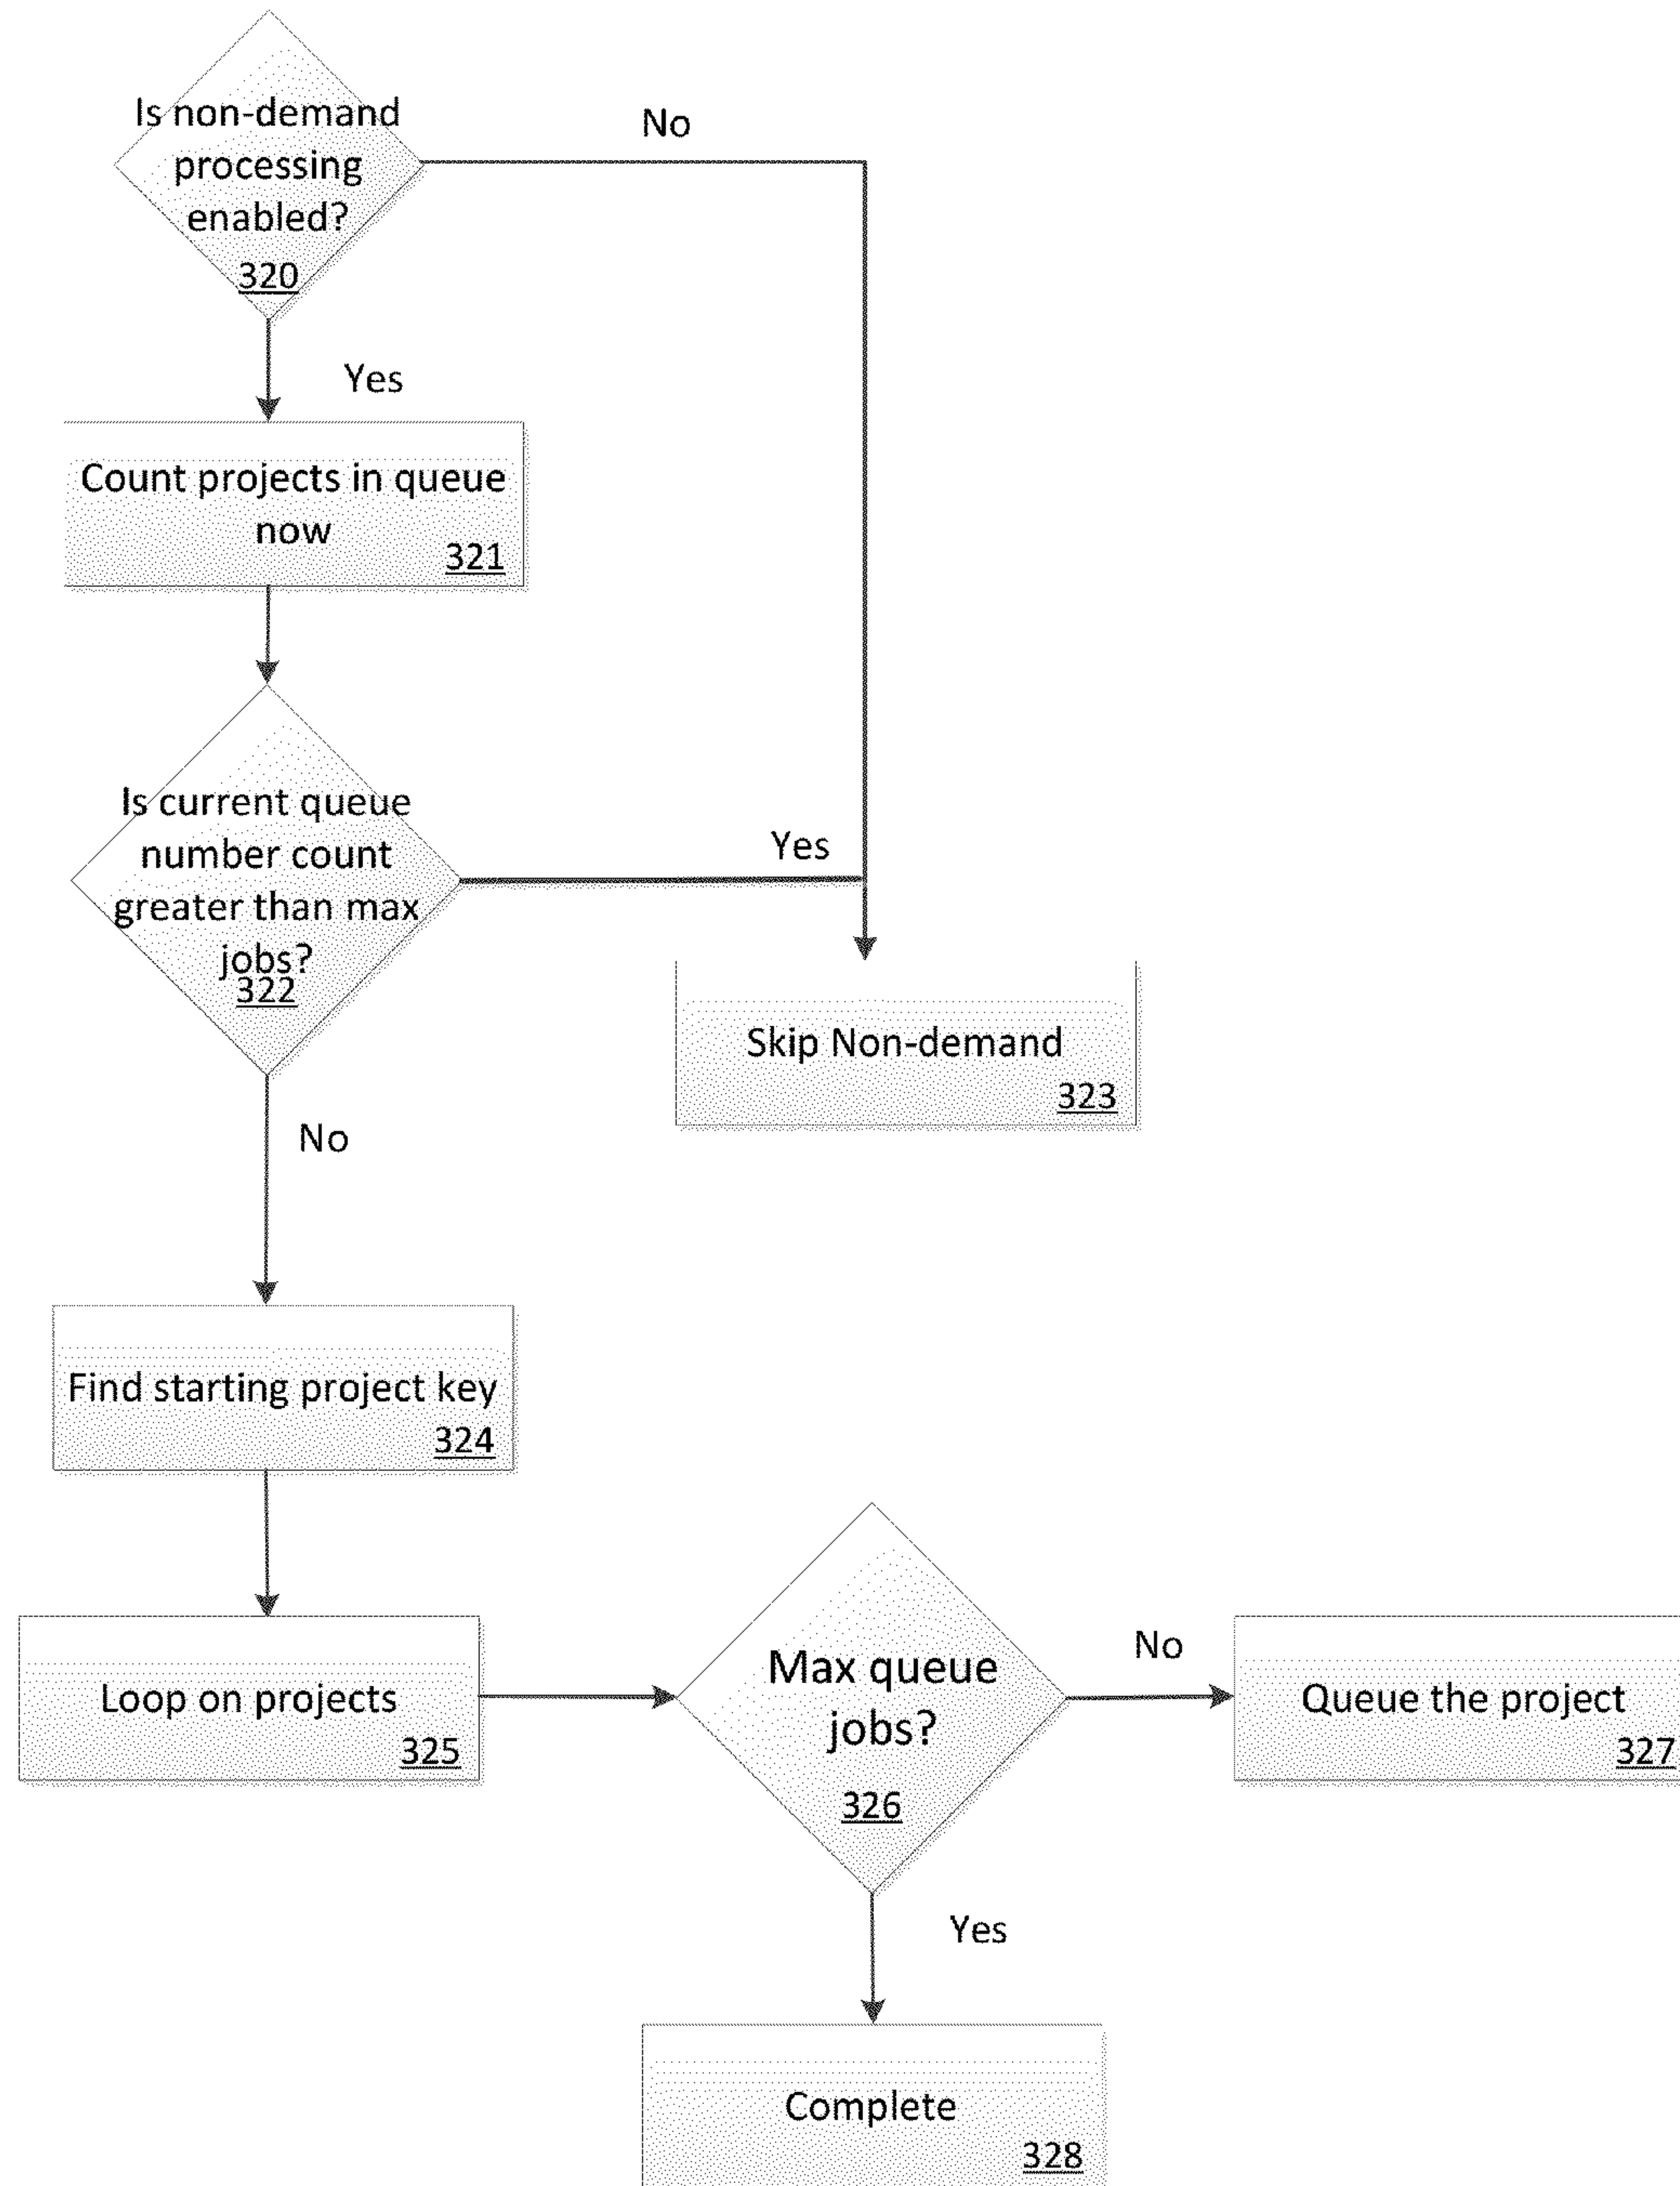 Is non-demand
processing
enabled?
320
No
Yes
Count projects in queue
now
321
Is current queue
number count
greater than max
jobs?
322
Yes
Skip Non-demand
323
No
Find starting project key
324
Loop on projects
325
Max queue
jobs?
326
No
Queue the project
327
Yes
Complete
328